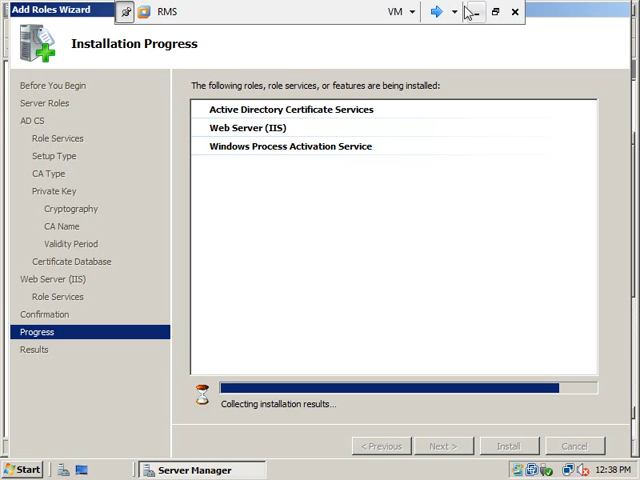 Add Roles Wizard
RMS
VM
Installation Progress
Before You Begin
Server Roles
AD CS
Role Services
Setup Type
CA Type
Private Key
Cryptography
CA Name
Validity Period
Certificate Database
Web Server (IIS)
Role Services
Confirmation
Progress
Results
The following roles, role services, or features are being installed:
Active Directory Certificate Services
Web Server (IIS)
Windows Process Activation Service
Collecting installation results...
< Previous
Next >
Install
Cancel
Start
Server Manager
12:38 PM